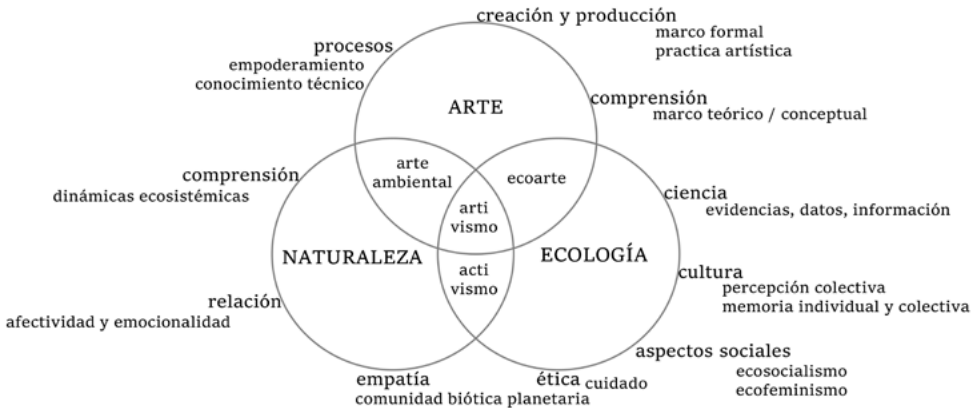 creación y producción
marco formal
practica artística
procesos
empoderamiento
conocimiento técnico
ARTE
comprensión
marco teórico / conceptual
arte
ambiental
ecoarte
comprensión
dinámicas ecosistémicas
ciencia
evidencias, datos, información
arti
vismo
NATURALEZA
ECOLOGÍA
acti
vismo
cultura
percepción colectiva
memoria individual y colectiva
relación
afectividad y emocionalidad
aspectos sociales
ecosocialismo
ecofeminismo
empatía
comunidad biótica planetaria
ética cuidado